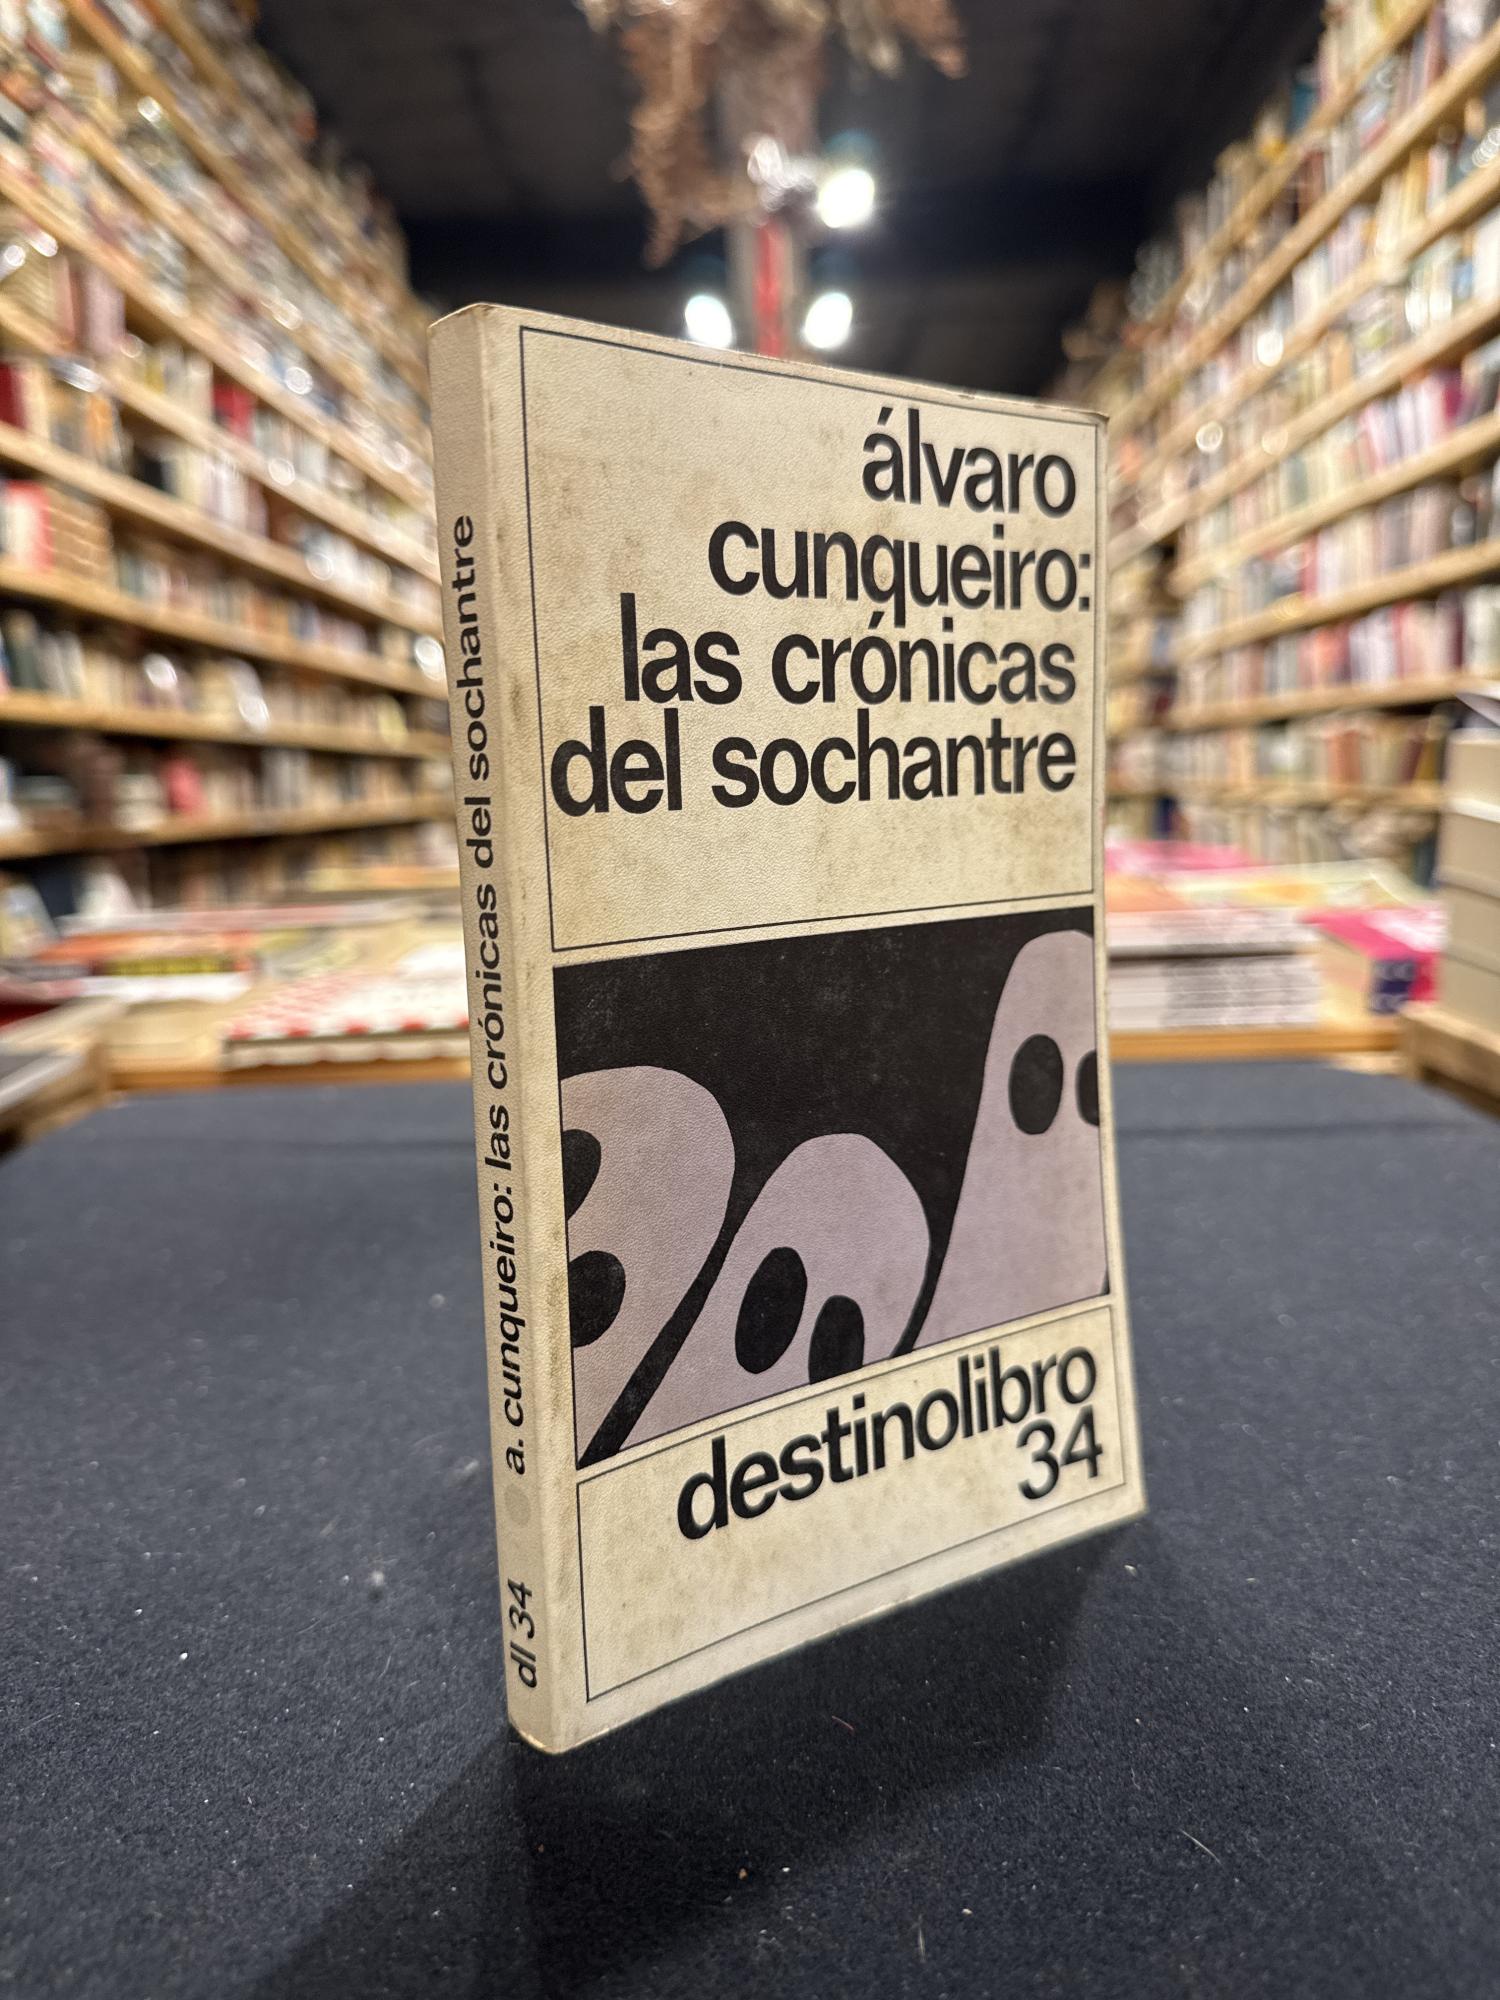 álvaro
cunqueiro:
las crónicas
del sochantre
destinolibro
34
dl 34 a. cunqueiro: las crónicas del sochantre